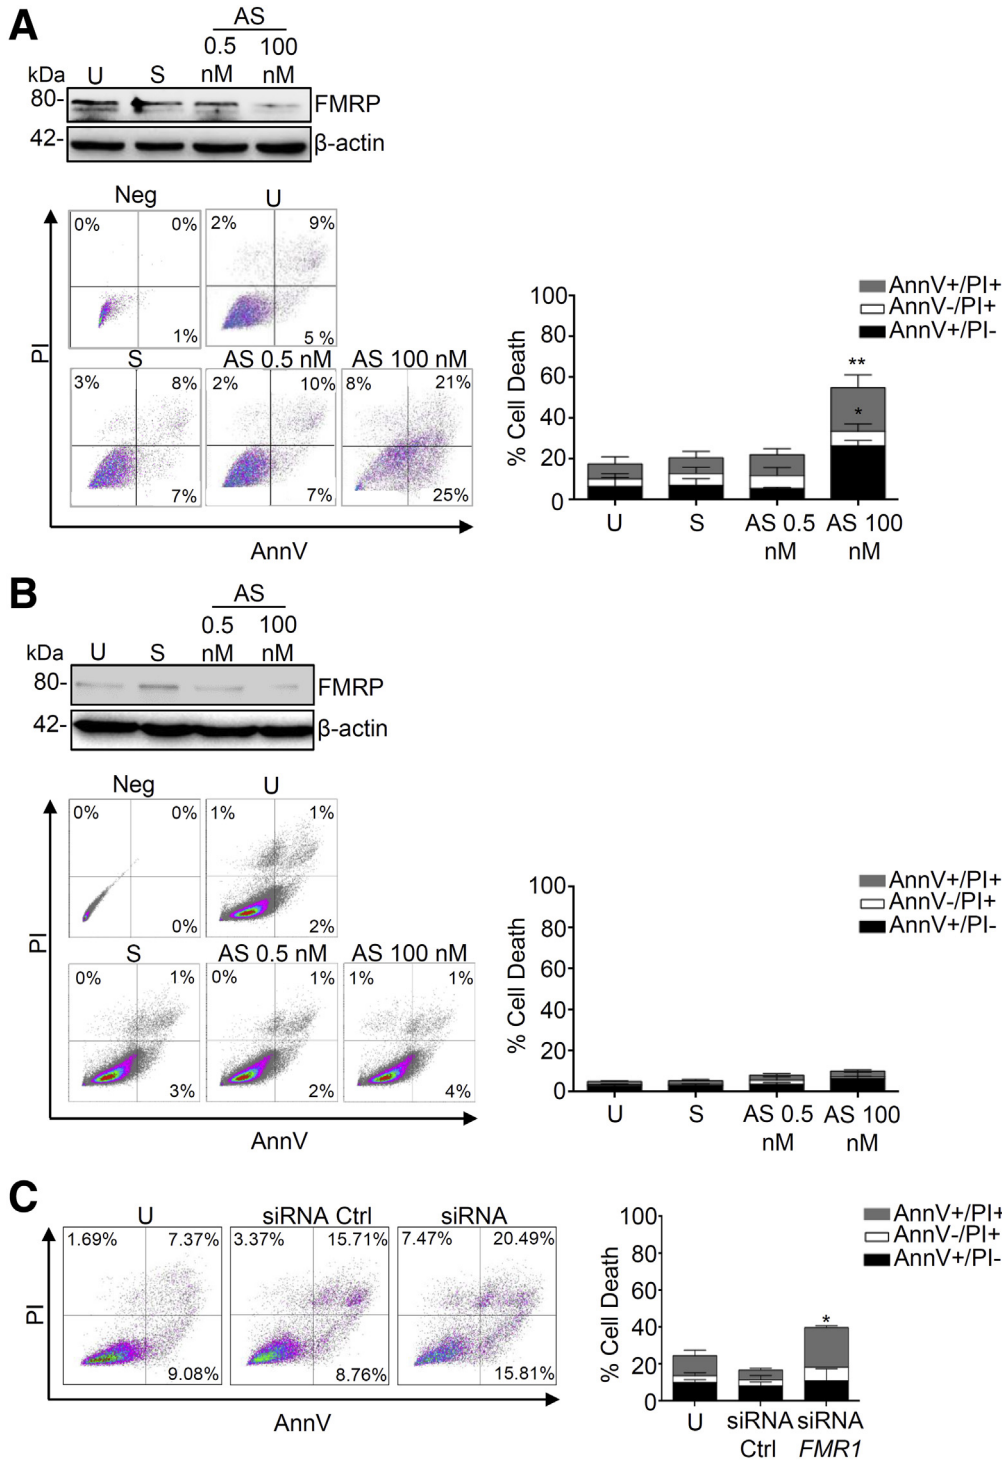 A
AS
0.5 100
kDa U S nM nM
80- FMRP
42- β-actin
Neg U
0% 0% 2% 9%
1% 5 %
S AS 0.5 nM AS 100 nM
3% 8% 2% 10% 8% 21%
7% 7% 25%
PI
AnnV
AnnV+/PI+
AnnV-/PI+
AnnV+/PI-
% Cell Death
100
80
60
40
20
0
**
*
U S AS 0.5 AS 100
nM nM
B
AS
0.5 100
kDa U S nM nM
80- FMRP
42- β-actin
Neg U
0% 0% 1% 1%
0% 2%
S AS 0.5 nM AS 100 nM
0% 1% 0% 1% 1% 1%
3% 2% 4%
PI
AnnV
AnnV+/PI+
AnnV-/PI+
AnnV+/PI-
% Cell Death
100
80
60
40
20
0
U S AS 0.5 AS 100
nM nM
C
U siRNA Ctrl siRNA
1.69% 7.37% 3.37% 15.71% 7.47% 20.49%
9.08% 8.76% 15.81%
PI
AnnV
AnnV+/PI+
AnnV-/PI+
AnnV+/PI-
% Cell Death
100
80
60
40
20
0
*
U siRNA siRNA
Ctrl FMR1